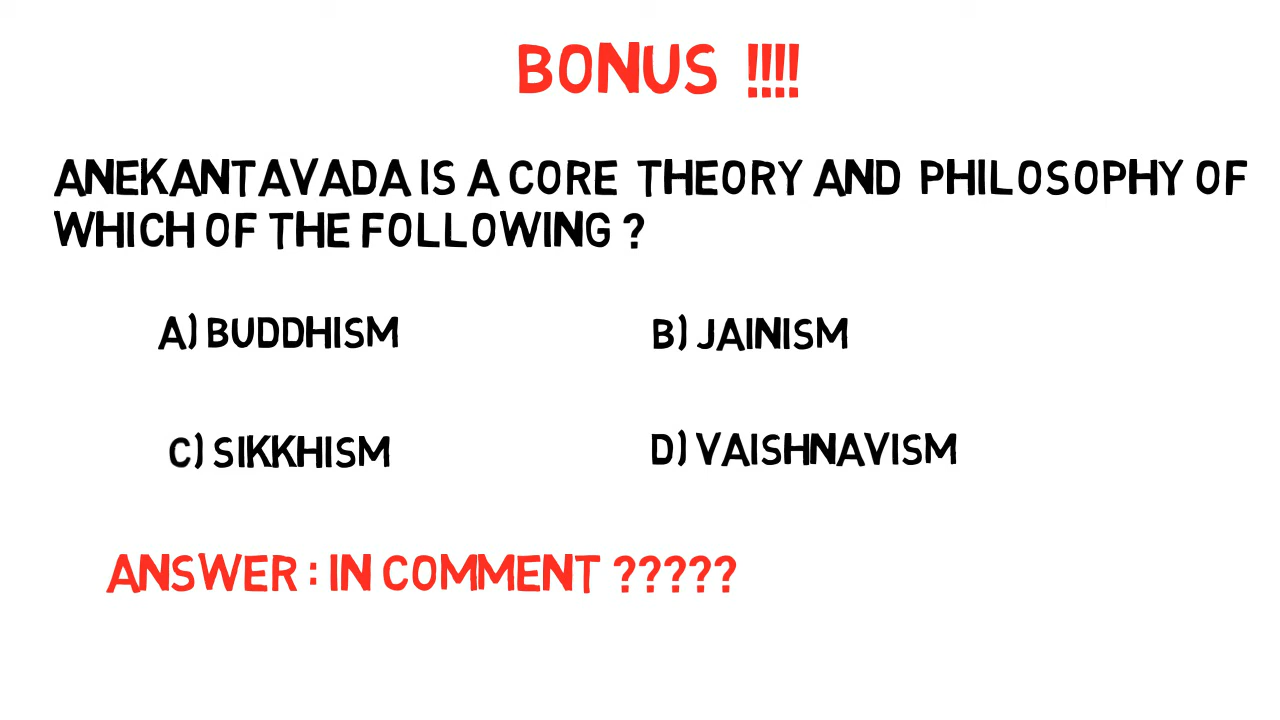 BONUS !!!!
ANEKANTAVADA IS A CORE THEORY AND PHILOSOPHY OF
WHICH OF THE FOLLOWING ?
A) BUDDHISM
B) JAINISM
C) SIKKHISM
D) VAISHNAVISM
ANSWER : IN COMMENT ?????